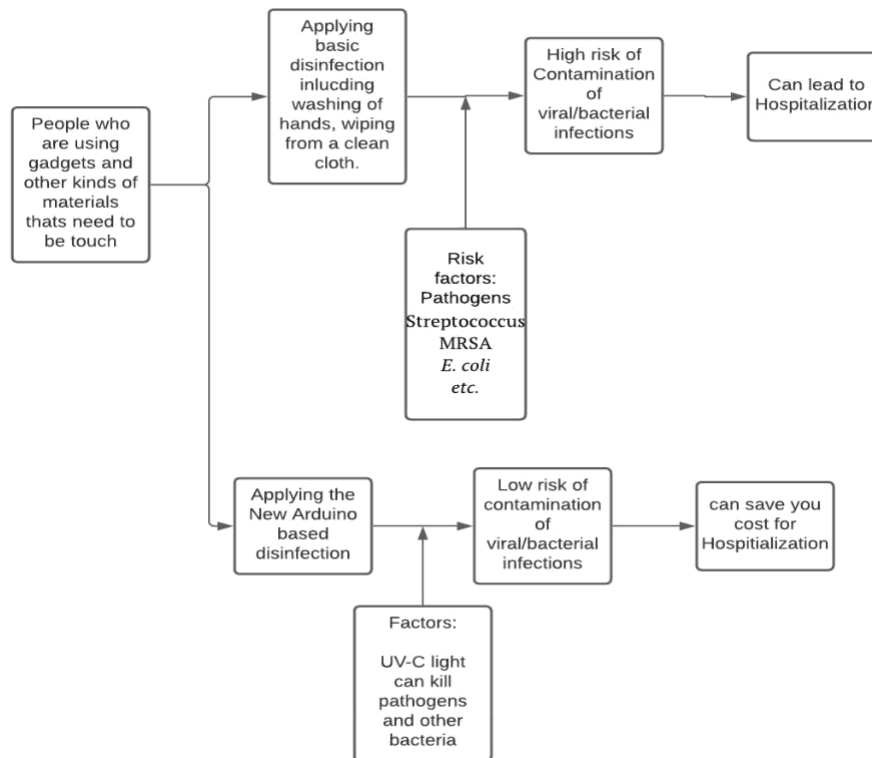 People who
are using
gadgets and
other kinds of
materials
thats need to
be touch
Applying
basic
disinfection
inlucding
washing of
hands, wiping
from a clean
cloth.
High risk of
Contamination
of
viral/bacterial
infections
Can lead to
Hospitalization
Risk
factors:
Pathogens
Streptococcus
MRSA
E. coli
etc.
Applying the
New Arduino
based
disinfection
Low risk of
contamination
of
viral/bacterial
infections
can save you
cost for
Hospitialization
Factors:
UV-C light
can kill
pathogens
and other
bacteria